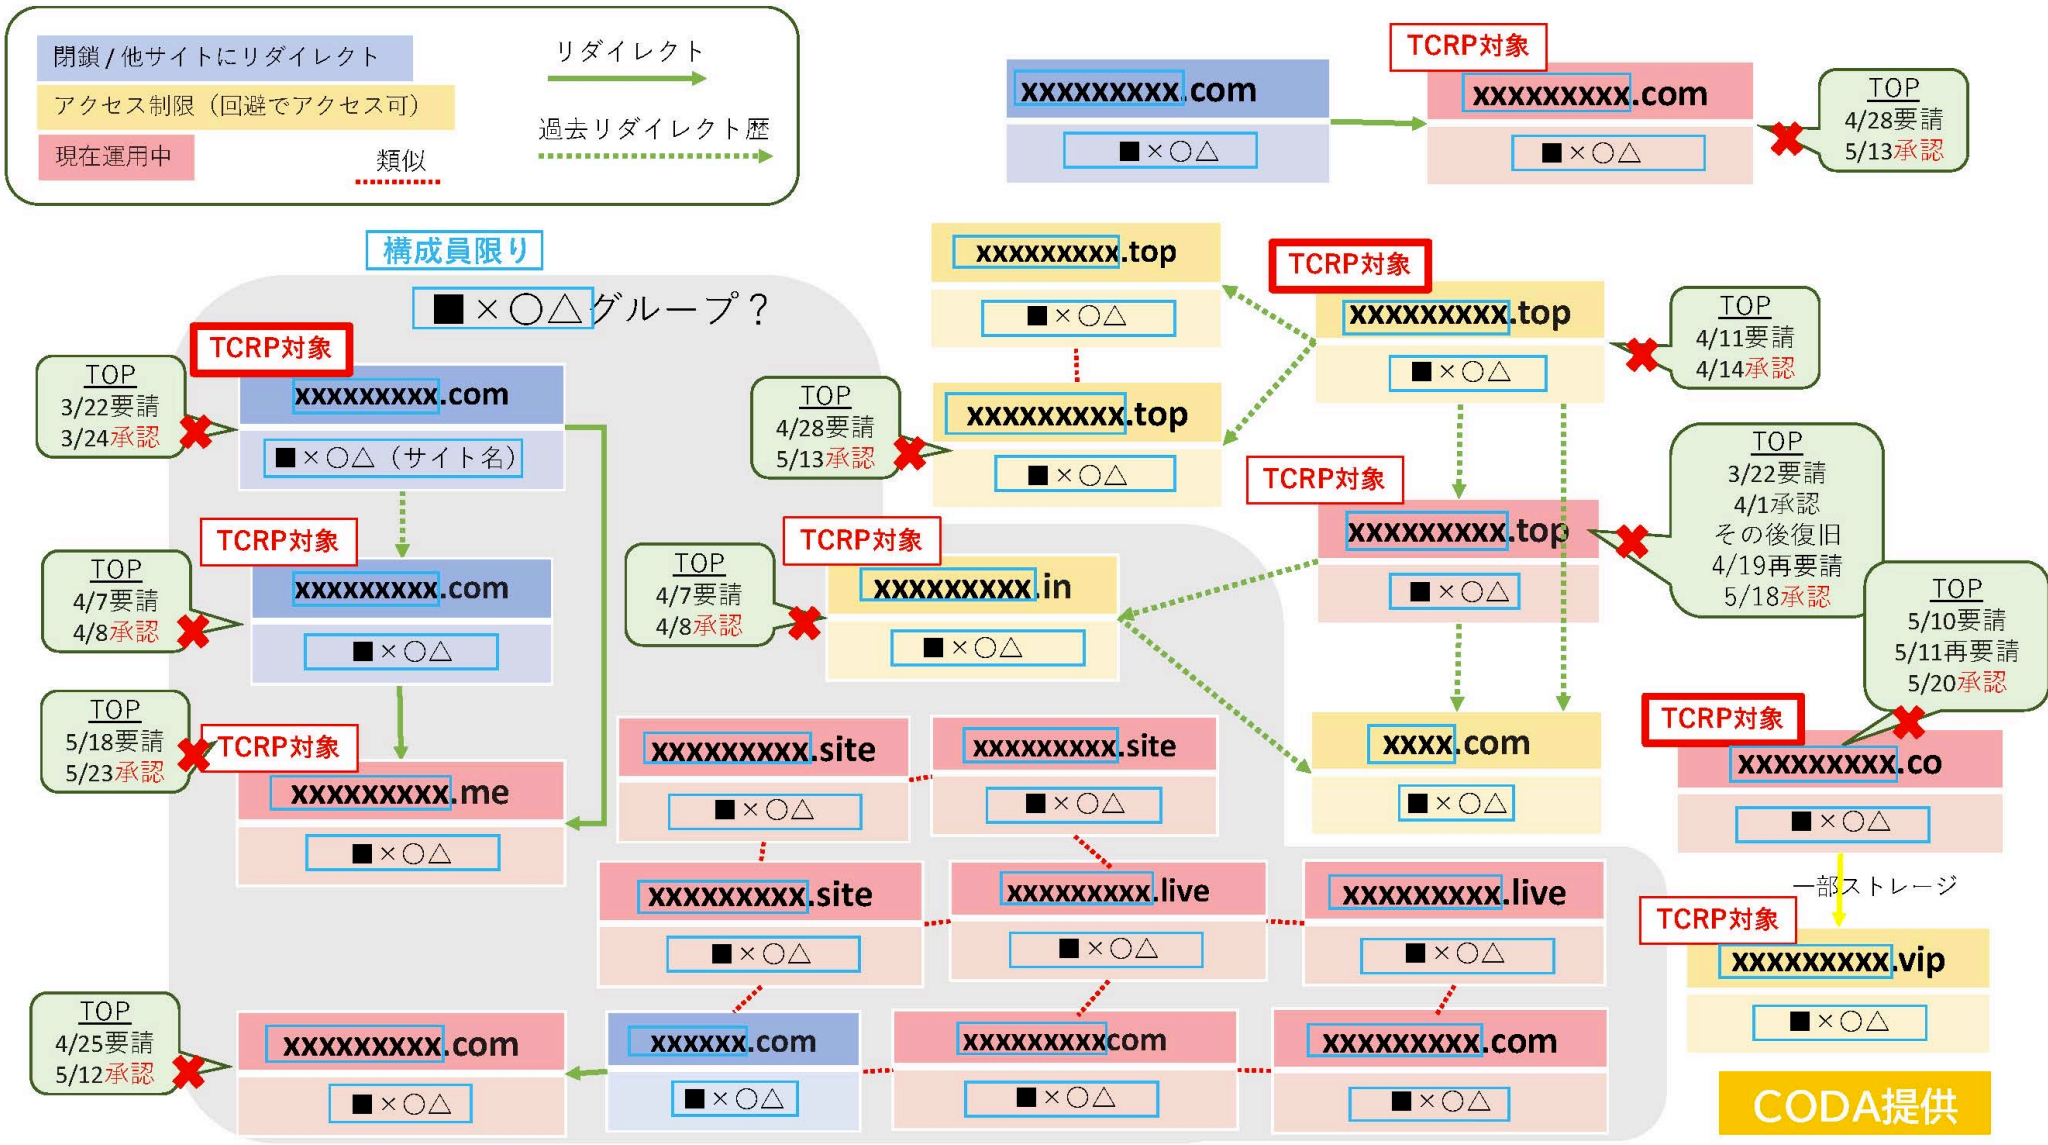 閉鎖/他サイトにリダイレクト
アクセス制限（回避でアクセス可）
現在運用中
類似
リダイレクト
過去リダイレクト歴
xxxxxxxxx.com
■×○△
TCRP対象
xxxxxxxxx.com
■×○△
TOP
4/28要請
5/13承認
構成員限り
■×○△グループ？
TCRP対象
TOP
3/22要請
3/24承認
xxxxxxxxx.com
■×○△（サイト名）
TCRP対象
TOP
4/7要請
4/8承認
xxxxxxxxx.com
■×○△
TOP
5/18要請
5/23承認
TCRP対象
xxxxxxxxx.me
■×○△
xxxxxxxxx.top
■×○△
TOP
4/28要請
5/13承認
xxxxxxxxx.top
■×○△
TCRP対象
xxxxxxxxx.top
■×○△
TOP
4/11要請
4/14承認
TCRP対象
xxxxxxxxx.top
■×○△
TOP
3/22要請
4/1承認
その後復旧
4/19再要請
5/18承認
TOP
4/7要請
4/8承認
TCRP対象
xxxxxxxxx.in
■×○△
xxxx.com
■×○△
TOP
5/10要請
5/11再要請
5/20承認
TCRP対象
xxxxxxxxx.co
■×○△
一部ストレージ
TCRP対象
xxxxxxxxx.vip
■×○△
xxxxxxxxx.site
■×○△
xxxxxxxxx.site
■×○△
xxxxxxxxx.site
■×○△
xxxxxxxxx.live
■×○△
xxxxxxxxx.live
■×○△
TOP
4/25要請
5/12承認
xxxxxxxxx.com
■×○△
xxxxxx.com
■×○△
xxxxxxxxxcom
■×○△
xxxxxxxxx.com
■×○△
CODA提供